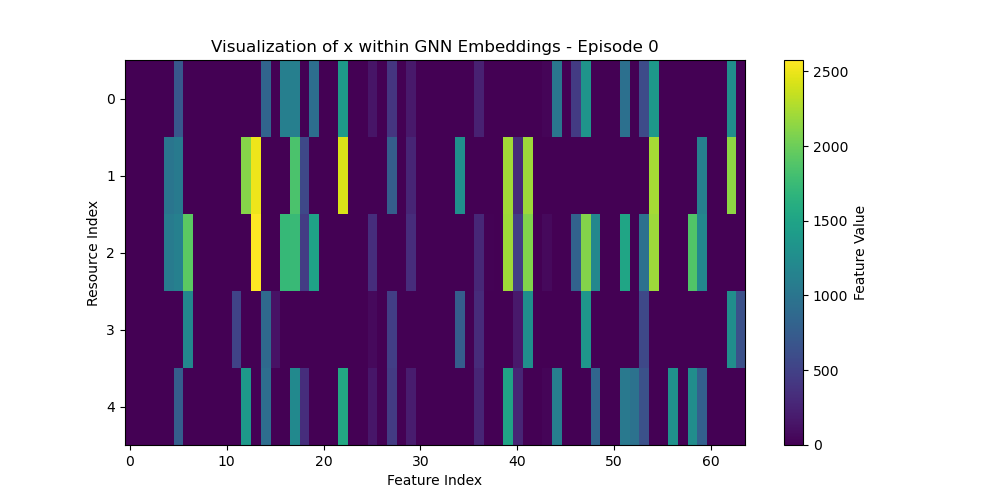 Visualization of x within GNN Embeddings - Episode 0
0
1
2
3
4
Resource Index
0 10 20 30 40 50 60
Feature Index
2500
2000
1500
1000
500
0
Feature Value